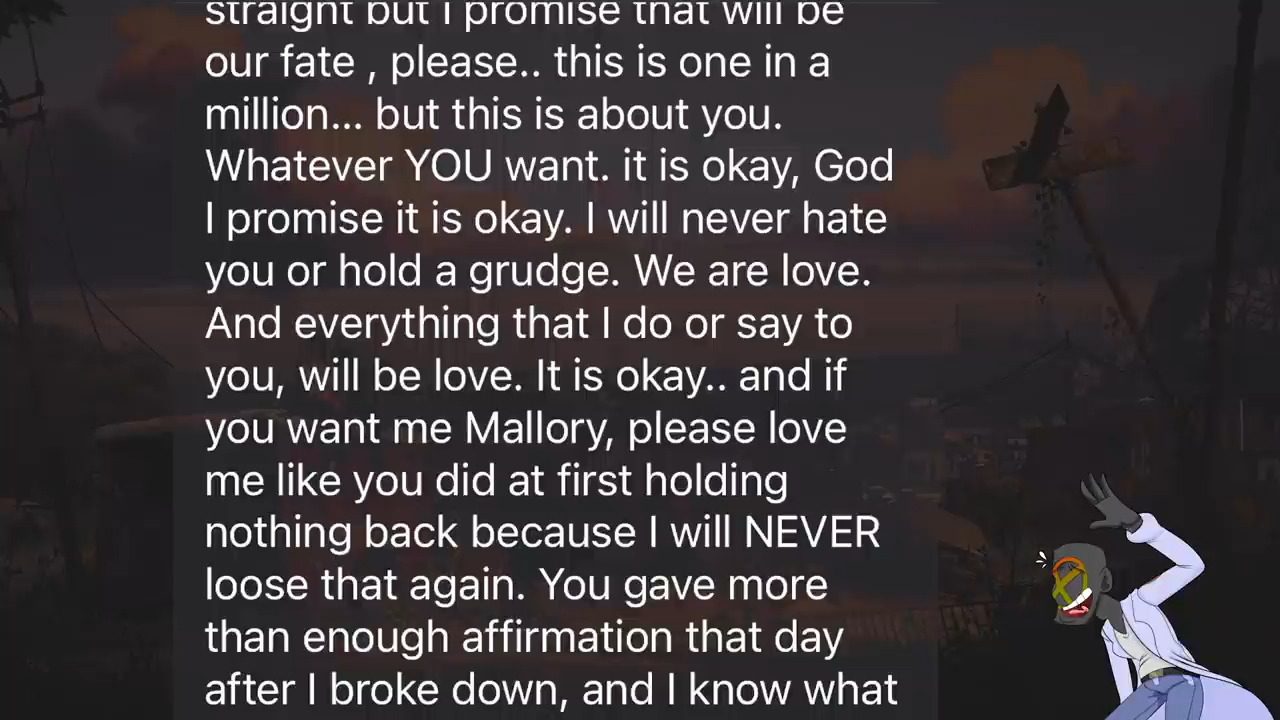 straight but I promise that will be
our fate , please.. this is one in a
million... but this is about you.
Whatever YOU want. it is okay, God
I promise it is okay. I will never hate
you or hold a grudge. We are love.
And everything that I do or say to
you, will be love. It is okay.. and if
you want me Mallory, please love
me like you did at first holding
nothing back because I will NEVER
loose that again. You gave more
than enough affirmation that day
after I broke down, and I know what